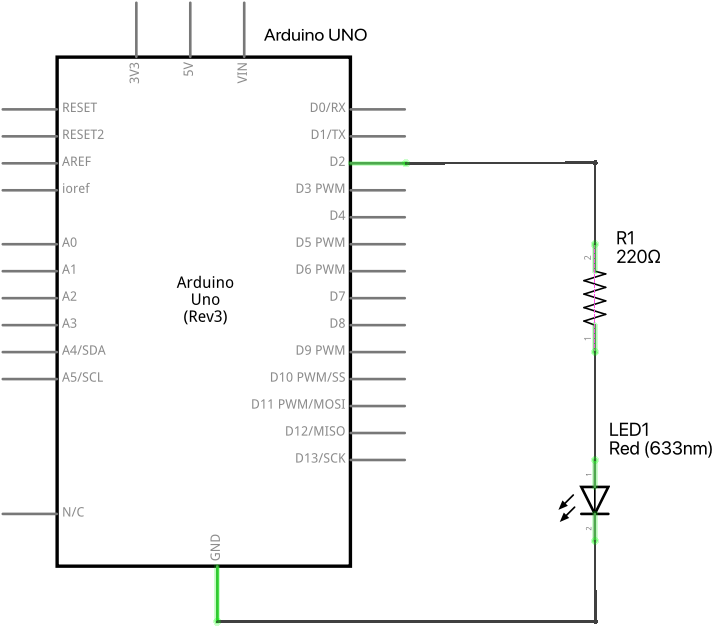 Arduino UNO
3V3
5V
VIN
RESET
RESET2
AREF
ioref
A0
A1
A2
A3
A4/SDA
A5/SCL
N/C
Arduino
Uno
(Rev3)
D0/RX
D1/TX
D2
D3 PWM
D4
D5 PWM
D6 PWM
D7
D8
D9 PWM
D10 PWM/SS
D11 PWM/MOSI
D12/MISO
D13/SCK
GND
R1
220Ω
2
1
LED1
Red (633nm)
1
2